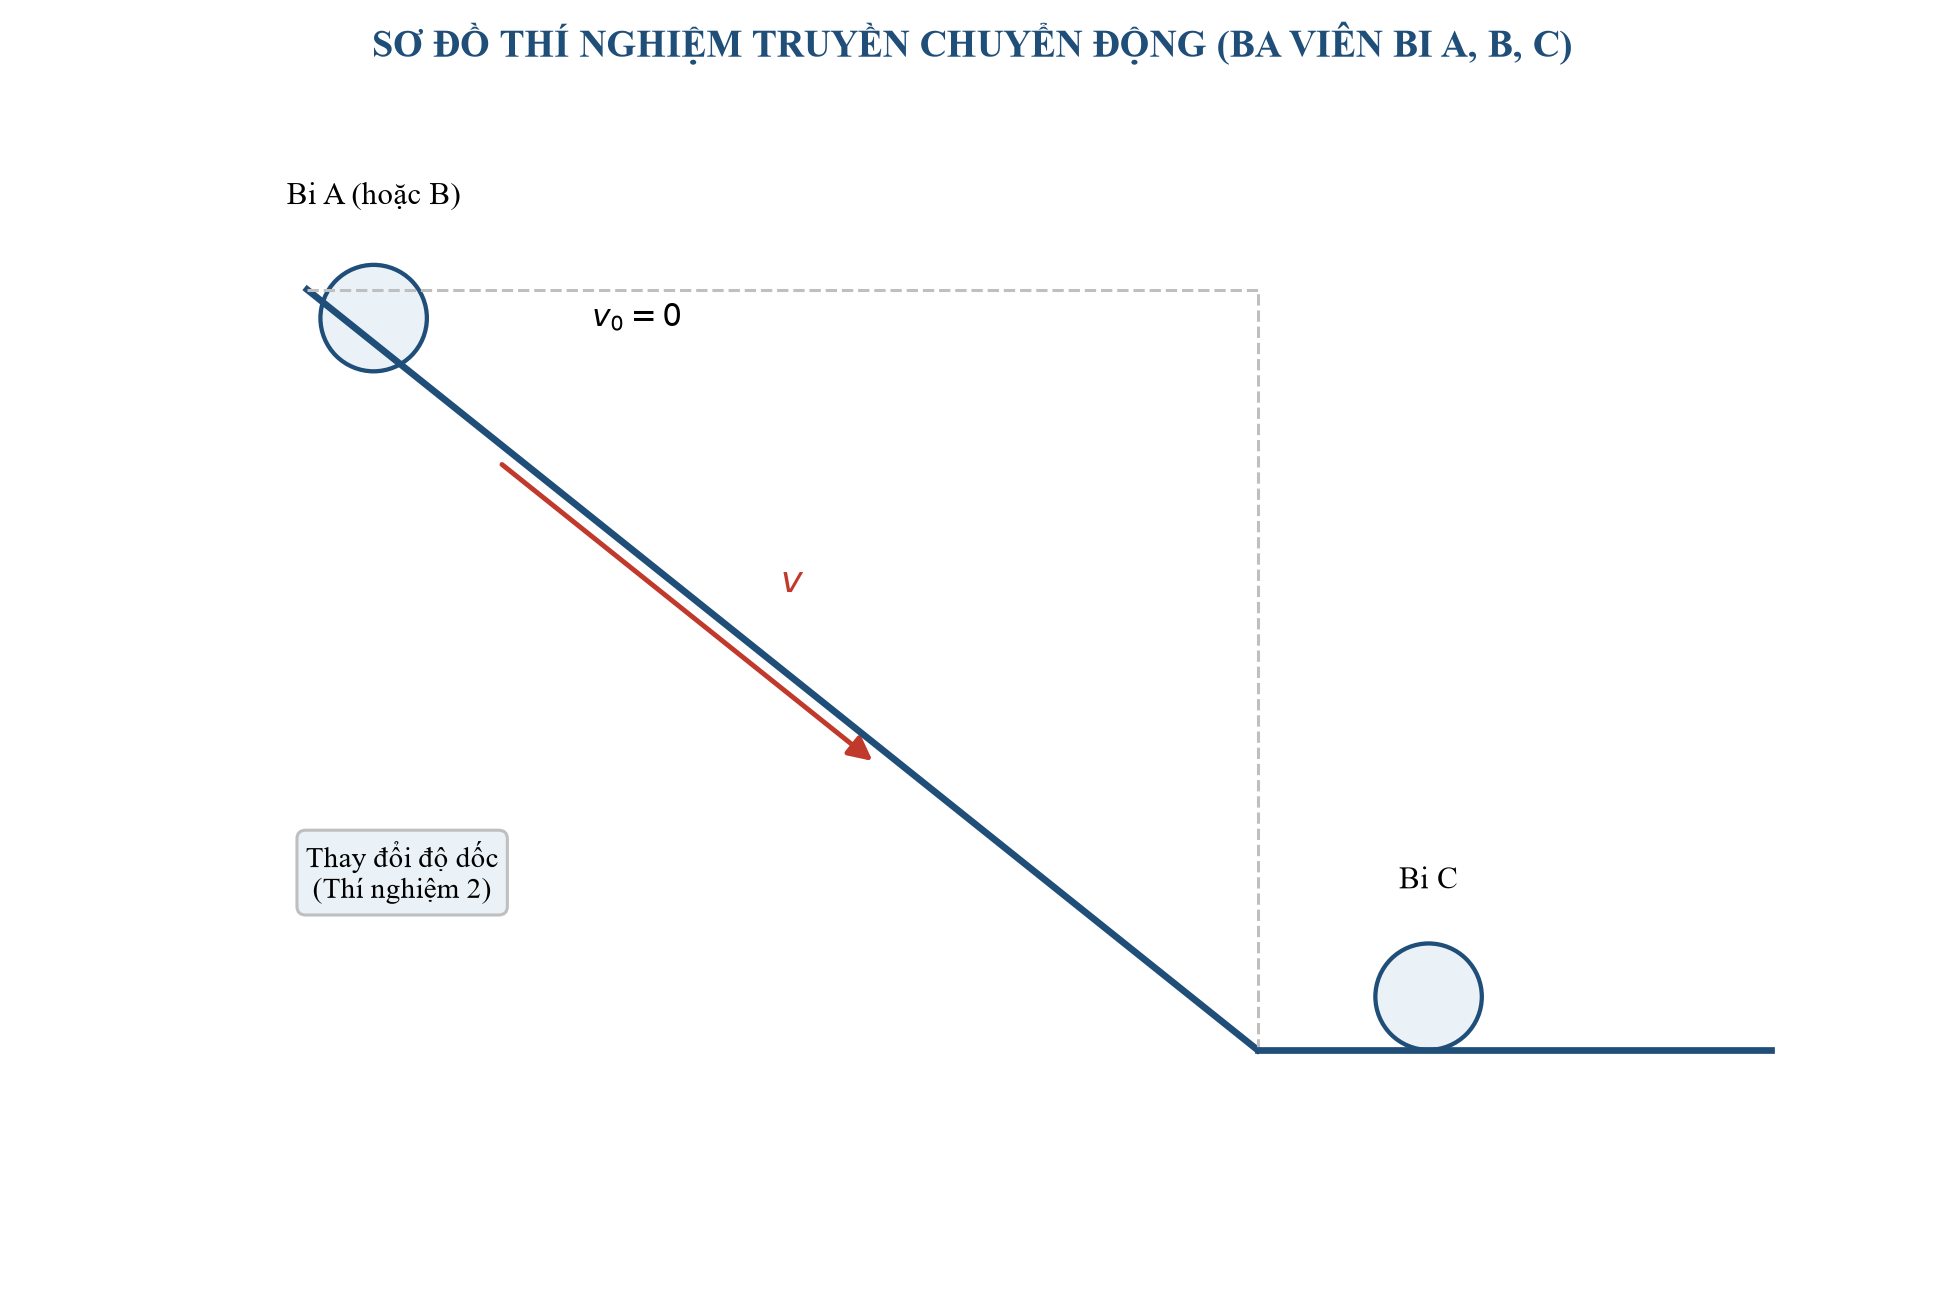 SƠ ĐỒ THÍ NGHIỆM TRUYỀN CHUYỂN ĐỘNG (BA VIÊN BI A, B, C)
Bi A (hoặc B)
v₀ = 0
v
Thay đổi độ dốc
(Thí nghiệm 2)
Bi C